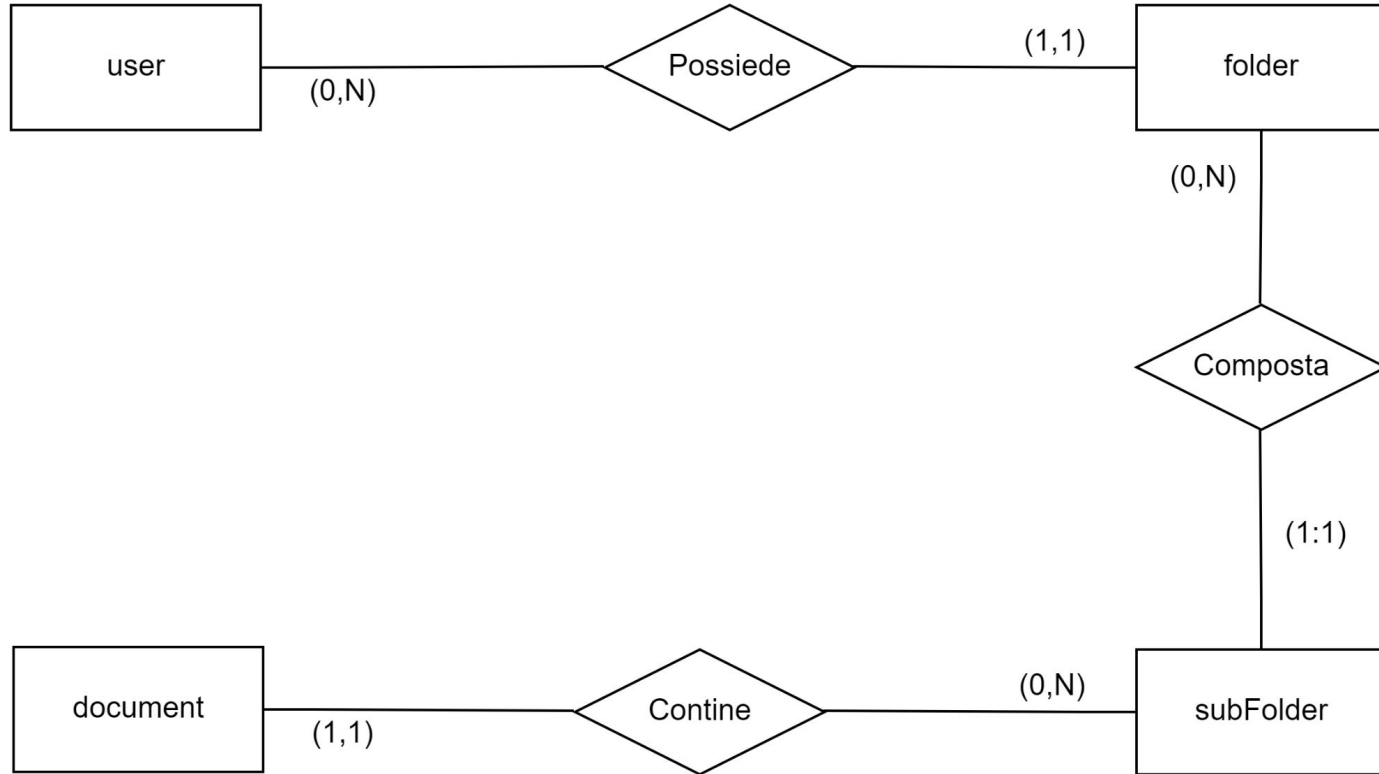 user
(0,N)
Possiede
(1,1)
folder
(0,N)
Composta
(1:1)
document
(1,1)
Contine
(0,N)
subFolder